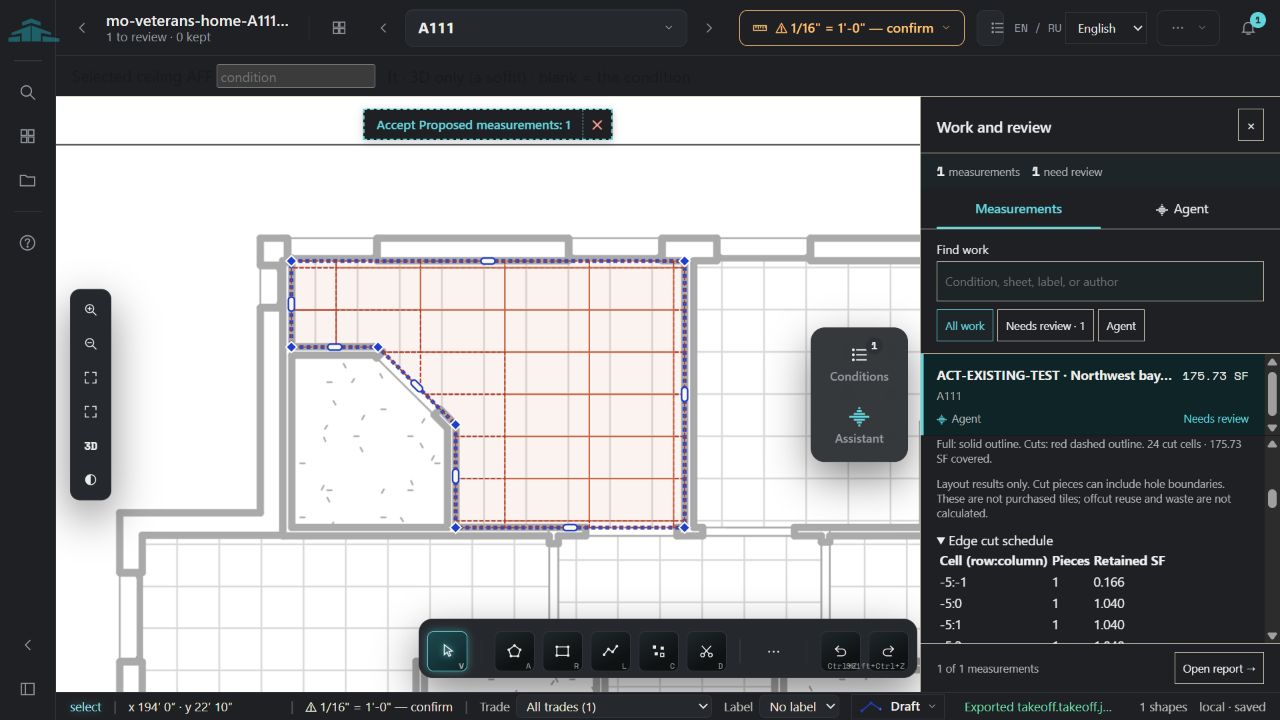 mo-veterans-home-A111...
1 to review · 0 kept
A111
⚠ 1/16" = 1'-0" — confirm
EN / RU
English
...
1
Selected ceiling AFF condition ft · 3D only (a soffit) · blank = the condition
Accept Proposed measurements: 1 ✕
Work and review
×
1 measurements 1 need review
Measurements
Agent
Find work
Condition, sheet, label, or author
All work
Needs review · 1
Agent
ACT-EXISTING-TEST · Northwest bay... 175.73 SF
A111
Agent
Needs review
Full: solid outline. Cuts: red dashed outline. 24 cut cells · 175.73
SF covered.
Layout results only. Cut pieces can include hole boundaries.
These are not purchased tiles; offcut reuse and waste are not
calculated.
▼ Edge cut schedule
Cell (row:column) Pieces Retained SF
-5:-1 1 0.166
-5:0 1 1.040
-5:1 1 1.040
1 of 1 measurements
Open report →
3D
1
Conditions
Assistant
V
A
R
L
C
D
...
select
x 194' 0" · y 22' 10"
⚠ 1/16" = 1'-0" — confirm
Trade All trades (1)
Label No label
Draft
Exported takeoff.takeoff.j...
1 shapes
local · saved